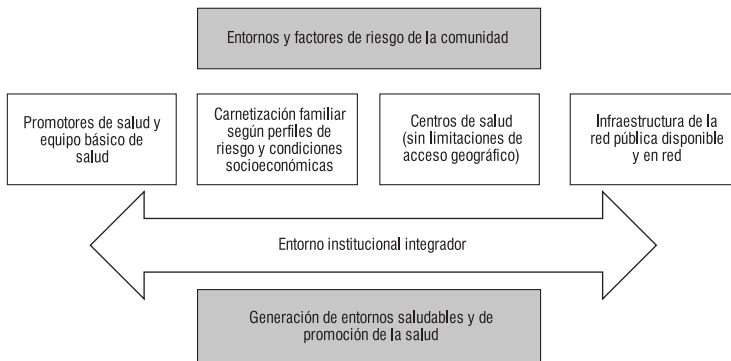 Entornos y factores de riesgo de la comunidad
Promotores de salud y
equipo básico de
salud
Carnetización familiar
según perfiles de
riesgo y condiciones
socioeconómicas
Centros de salud
(sin limitaciones de
acceso geográfico)
Infraestructura de la
red pública disponible
y en red
Entorno institucional integrador
Generación de entornos saludables y de
promoción de la salud